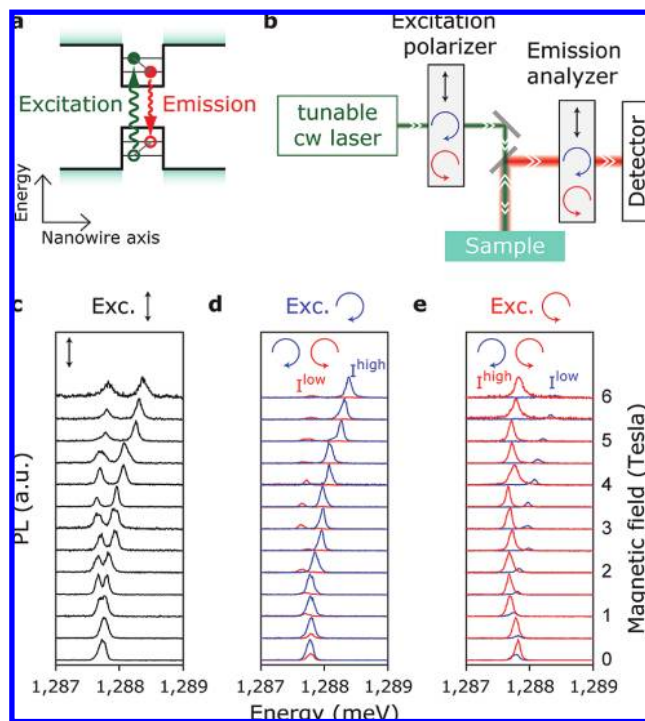 a
Excitation
Emission
Energy
Nanowire axis
b
Excitation
polarizer
Emission
analyzer
tunable
cw laser
Detector
Sample
c
Exc.
d
Exc.
e
Exc.
I^low
I^high
I^high
I^low
PL (a.u.)
6
5
4
3
2
1
0
Magnetic field (Tesla)
1,287
1,288
1,289
1,287
1,288
1,289
1,287
1,288
1,289
Energy (meV)